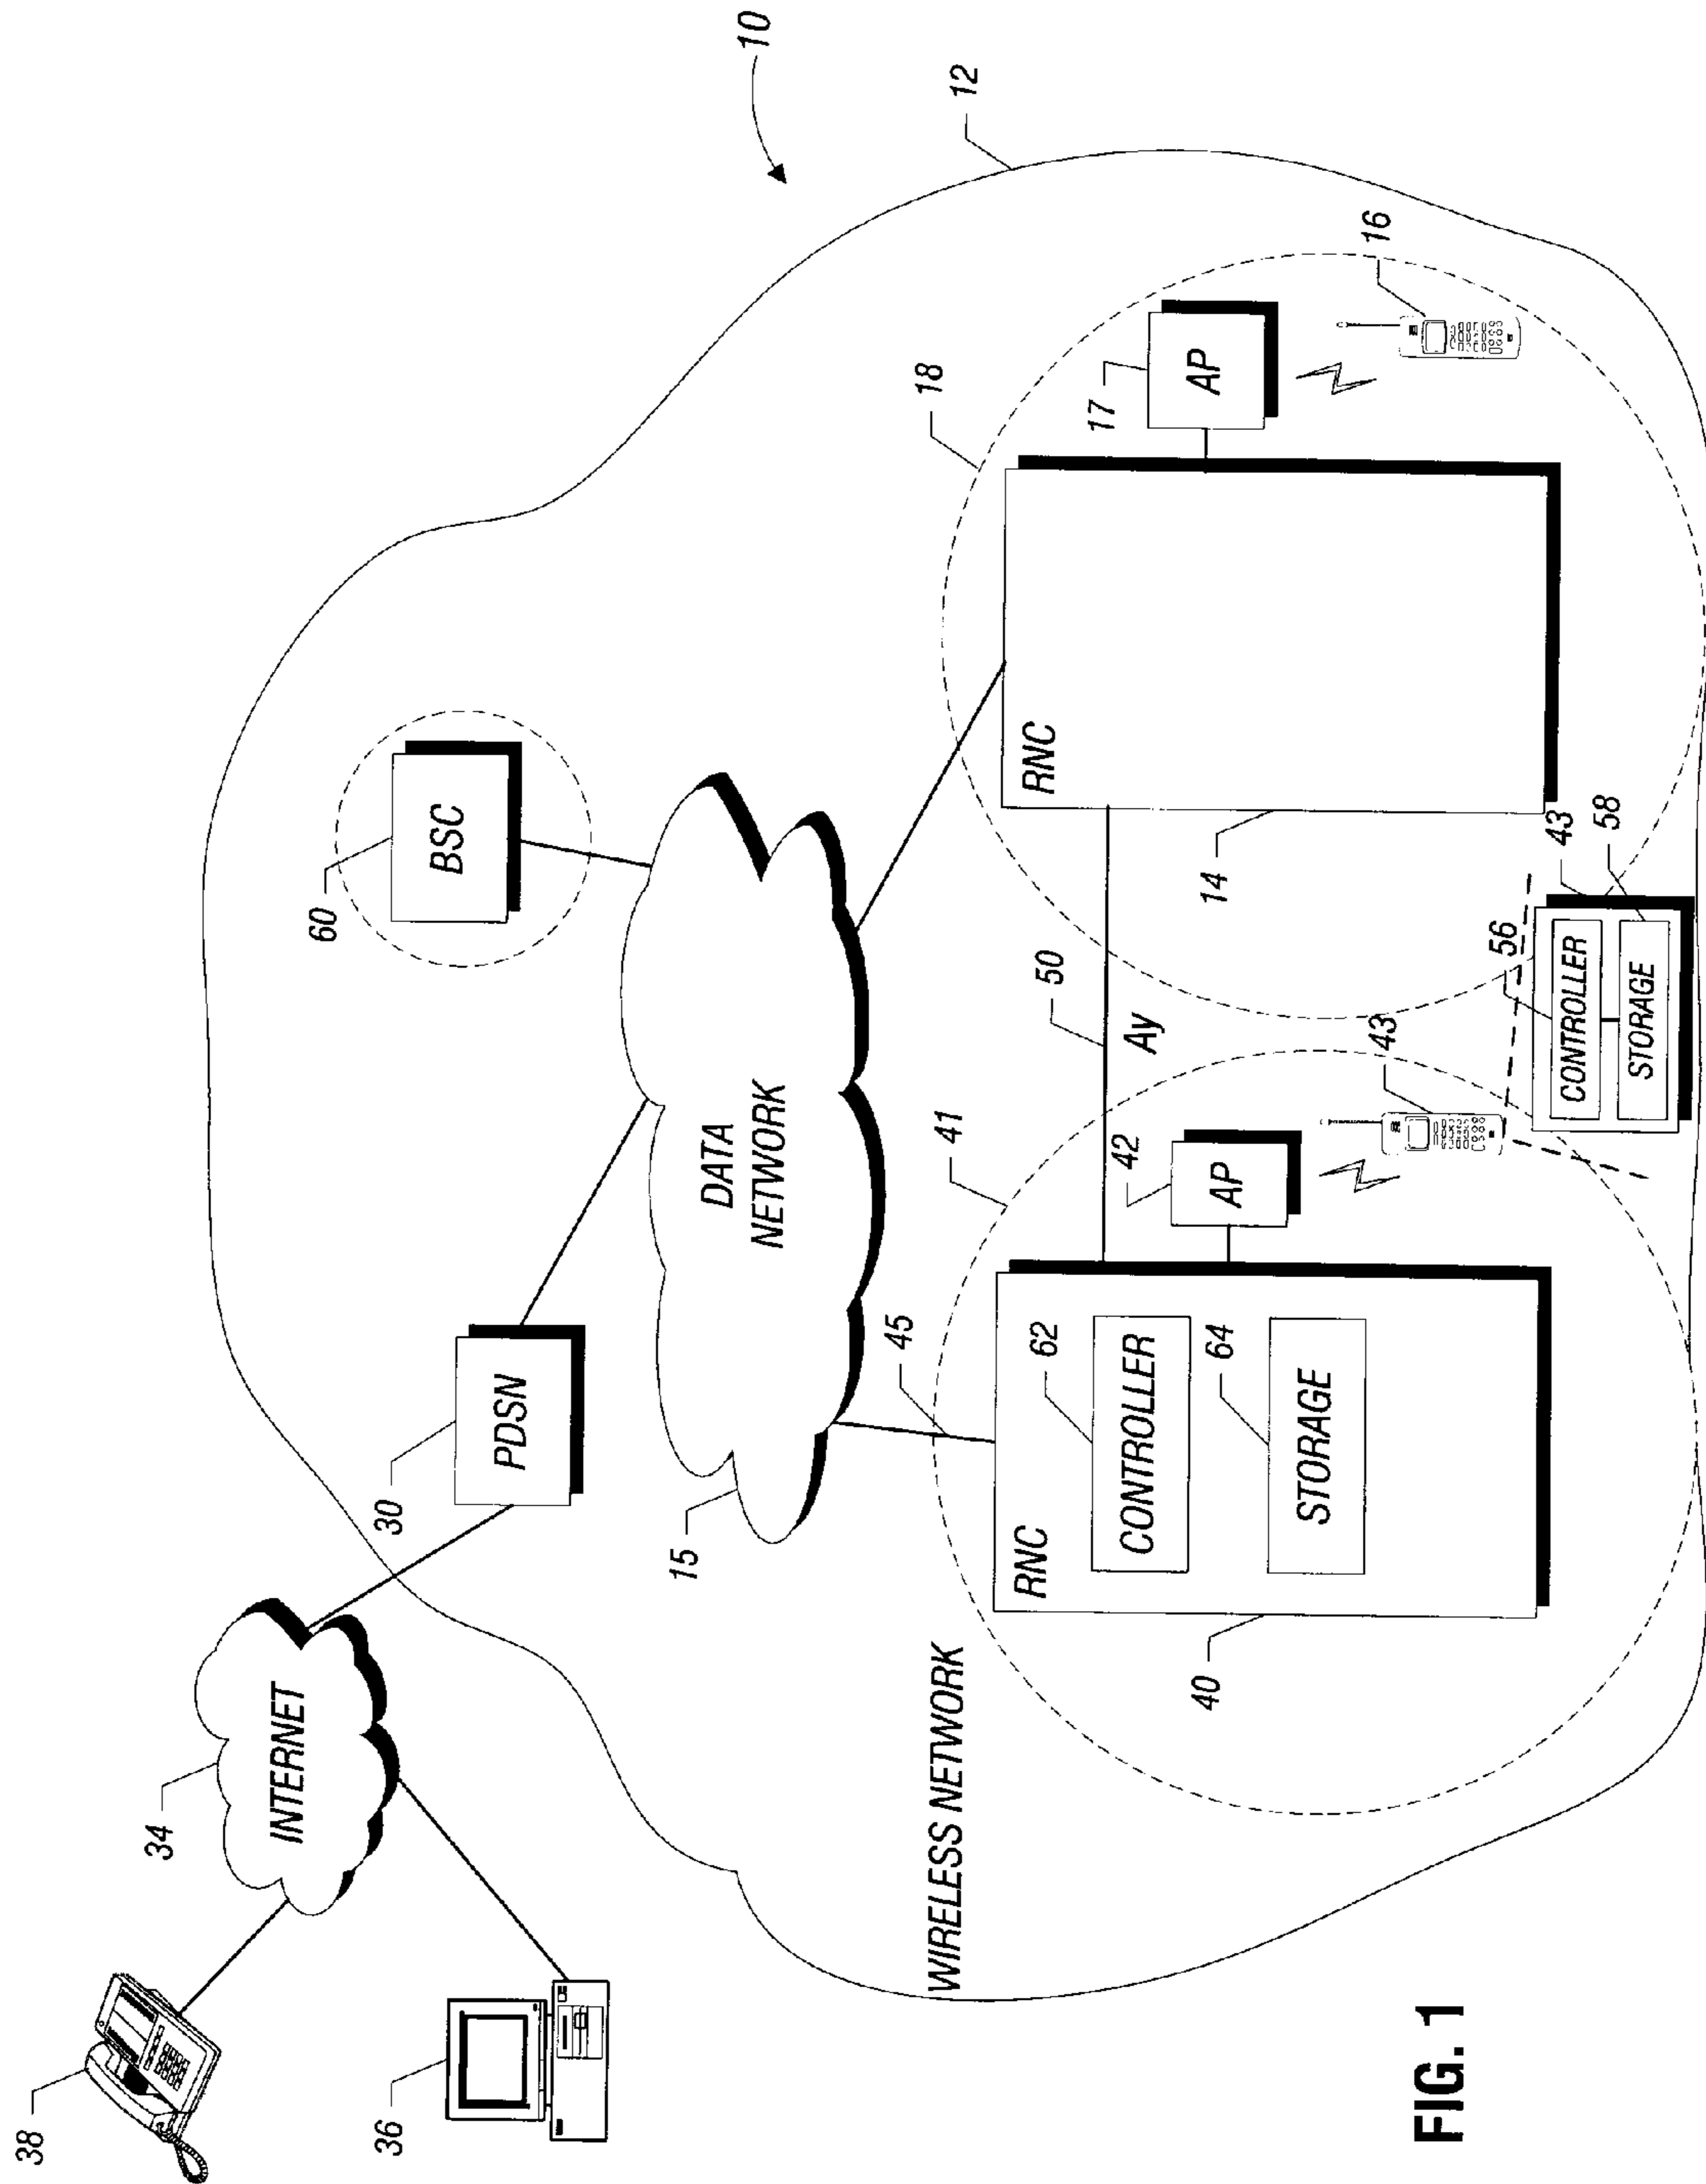 38
34
INTERNET
36
30
PDSN
60
BSC
10
12
15
DATA
NETWORK
WIRELESS NETWORK
45
41
50
Ay
18
RNC
62
CONTROLLER
64
STORAGE
40
42
AP
43
RNC
14
17
AP
16
56
43
58
CONTROLLER
STORAGE
FIG. 1